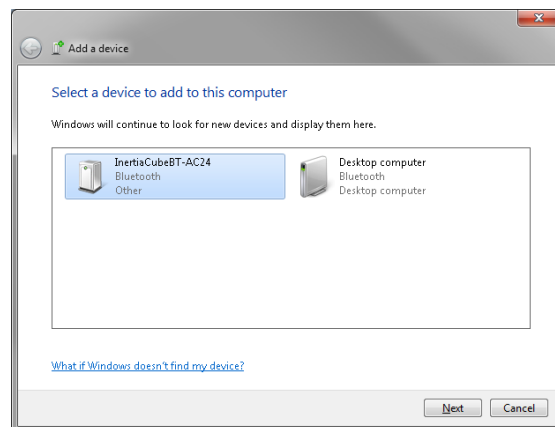 Add a device
Select a device to add to this computer
Windows will continue to look for new devices and display them here.
InertiaCubeBT-AC24
Bluetooth
Other
Desktop computer
Bluetooth
Desktop computer
What if Windows doesn't find my device?
Next
Cancel